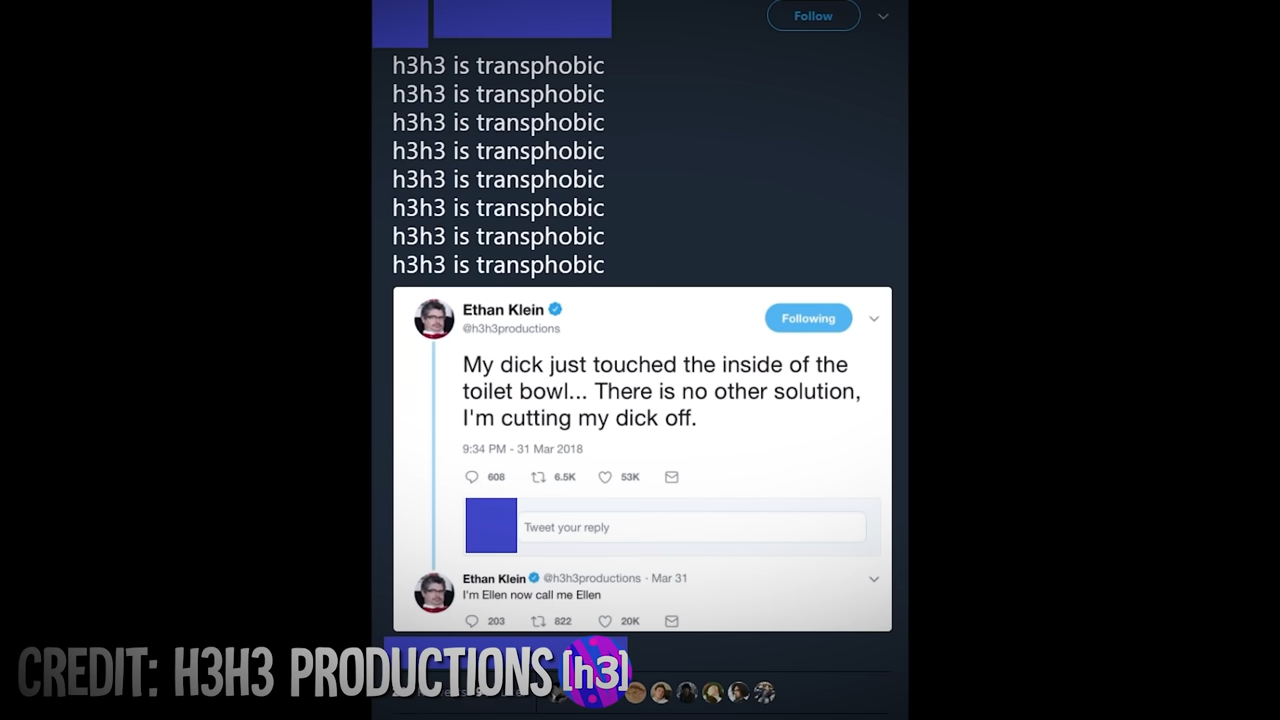 Follow
h3h3 is transphobic
h3h3 is transphobic
h3h3 is transphobic
h3h3 is transphobic
h3h3 is transphobic
h3h3 is transphobic
h3h3 is transphobic
h3h3 is transphobic
Ethan Klein
@h3h3productions
Following
My dick just touched the inside of the
toilet bowl... There is no other solution,
I'm cutting my dick off.
9:34 PM - 31 Mar 2018
608 6.5K 53K
Tweet your reply
Ethan Klein @h3h3productions · Mar 31
I'm Ellen now call me Ellen
203 822 20K
CREDIT: H3H3 PRODUCTIONS [h3]